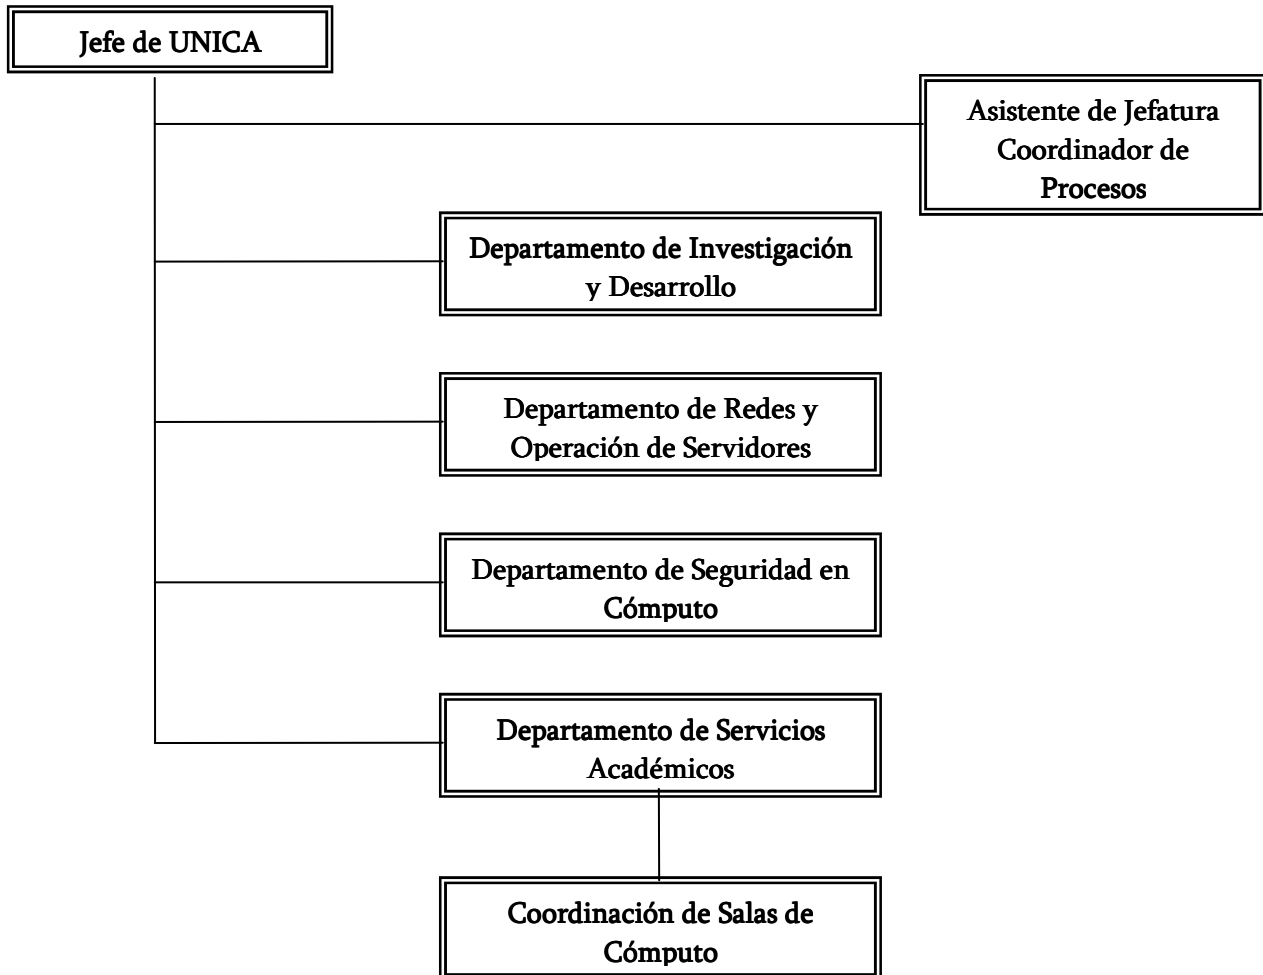 Jefe de UNICA
Asistente de Jefatura
Coordinador de
Procesos
Departamento de Investigación
y Desarrollo
Departamento de Redes y
Operación de Servidores
Departamento de Seguridad en
Cómputo
Departamento de Servicios
Académicos
Coordinación de Salas de
Cómputo